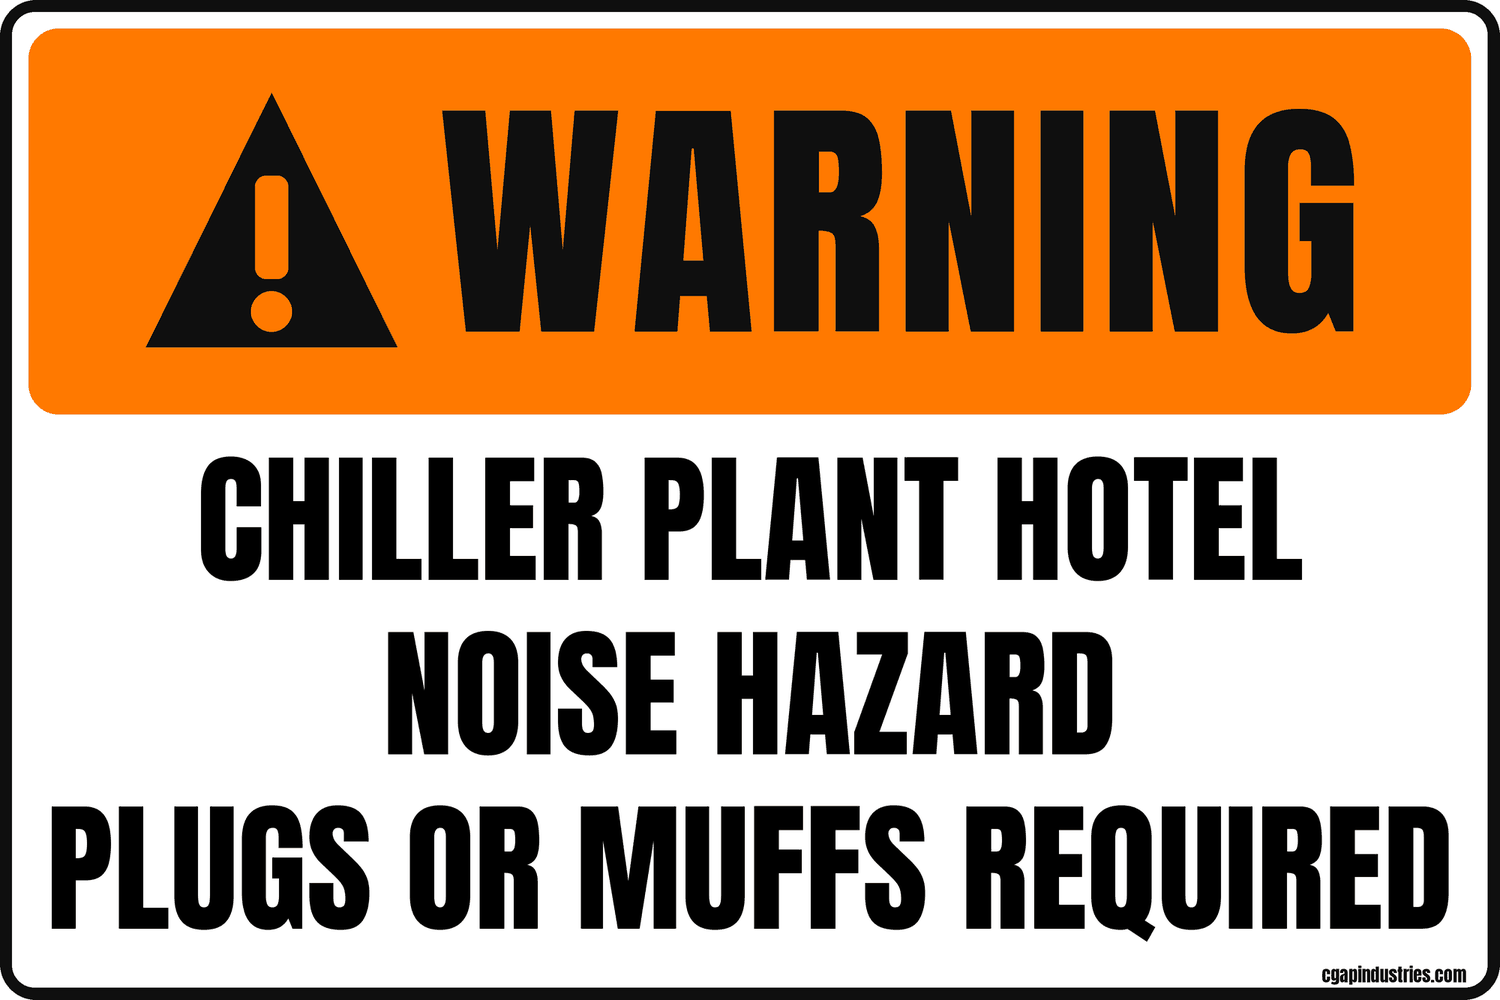 WARNING
CHILLER PLANT HOTEL
NOISE HAZARD
PLUGS OR MUFFS REQUIRED
cgapindustries.com